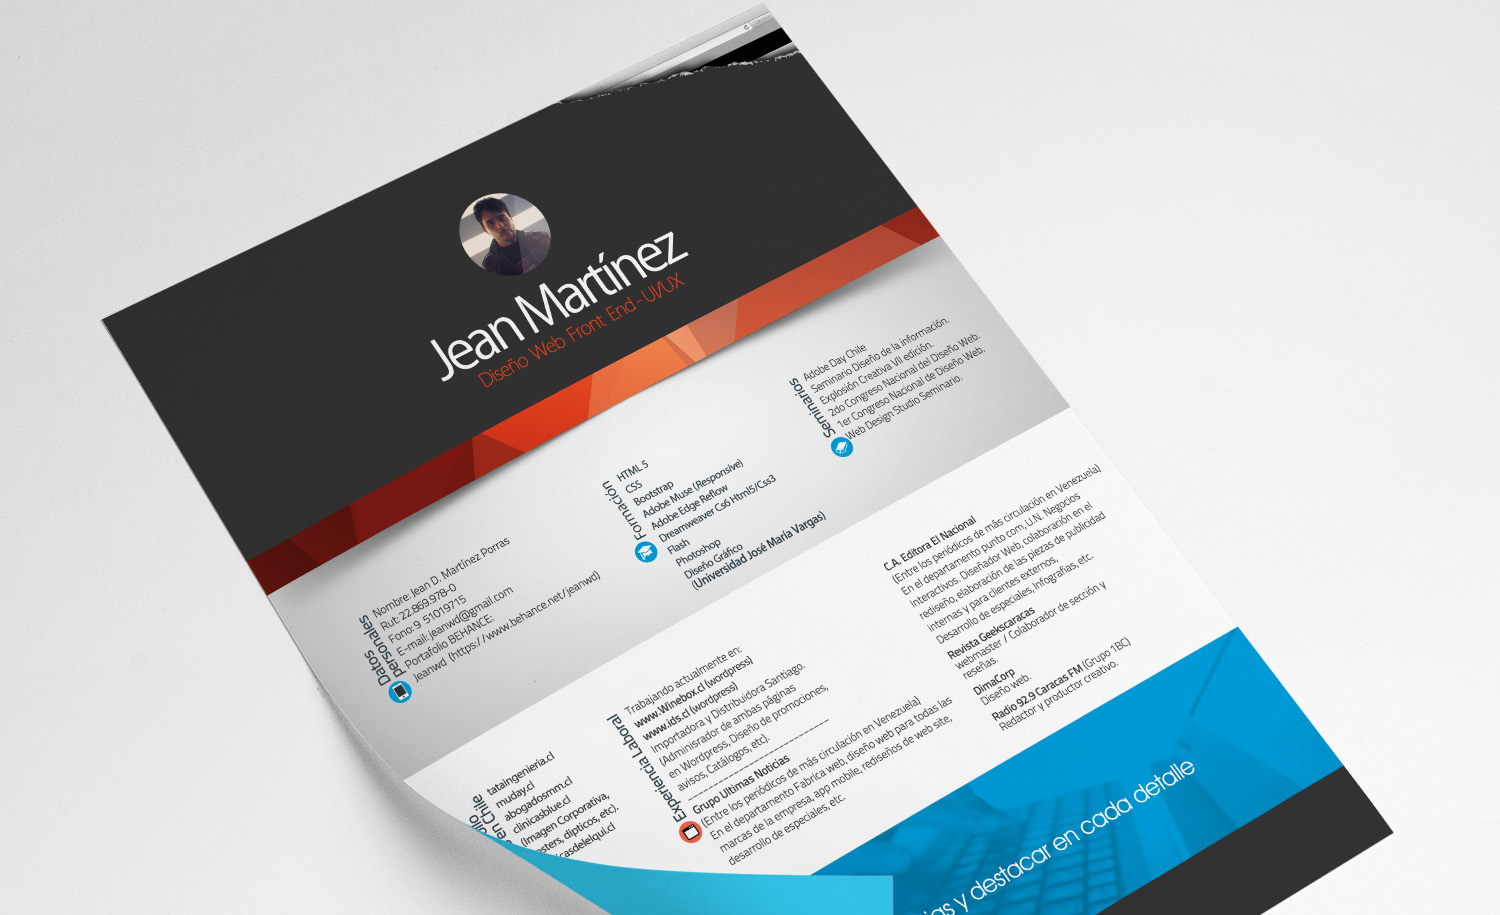 Jean Martínez
Diseño Web Front End - UI/UX
Datos
personales
Nombre: Jean D. Martínez Porras
Rut: 22.869.978-0
Fono: 9 51019715
E-mail: jeanwd@gmail.com
Portafolio BEHANCE:
Jeanwd (https://www.behance.net/jeanwd)
Formación
HTML 5
CSS
Bootstrap
Adobe Muse (Responsive)
Adobe Edge Reflow
Dreamweaver Cs6 Html5/Css3
Flash
Photoshop
Diseño Gráfico
(Universidad José María Vargas)
Seminarios
Adobe Day Chile
Seminario Diseño de la información.
Explosión Creativa VII edición.
2do Congreso Nacional del Diseño Web.
1er Congreso Nacional de Diseño Web.
Web Design Studio Seminario.
en Chile
tataingenieria.cl
muday.cl
abogadosmm.cl
clinicasblue.cl
(Imagen Corporativa,
dípticos, etc).
Experiencia Laboral
Trabajando actualmente en:
www.Winebox.cl (wordpress)
www.ids.cl (wordpress)
Importadora y Distribuidora Santiago.
(Adminisrador de ambas páginas
en Wordpress, Diseño de promociones,
avisos, Catálogos, etc).
Grupo Ultimas Noticias
(Entre los periódicos de más circulación en Venezuela)
En el departamento Fabrica web, diseño web para todas las
marcas de la empresa, app mobile, rediseños de web site,
desarrollo de especiales, etc.
C.A. Editora El Nacional
(Entre los periódicos de más circulación en Venezuela)
En el departamento punto com, U.N. Negocios
Interactivos. Diseñador Web, colaboración en el
rediseño, elaboración de las piezas de publicidad
internas y para clientes externos,
Desarrollo de especiales, Infografías, etc.
Revista Geekscaracas
webmaster / Colaborador de sección y
reseñas.
DimaCorp
Diseño web.
Radio 92.9 Caracas FM (Grupo 1BC)
Redactor y productor creativo.
y destacar en cada detalle